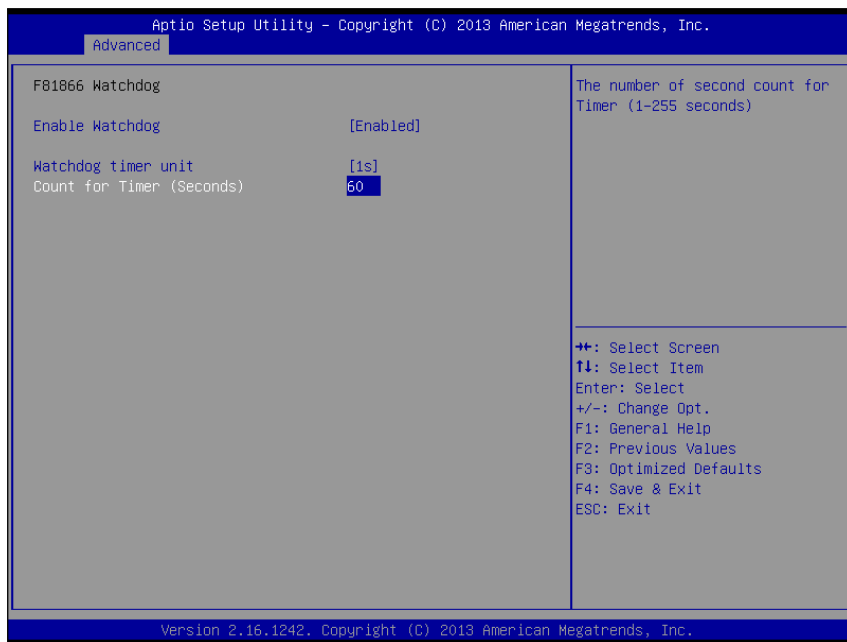 Aptio Setup Utility – Copyright (C) 2013 American Megatrends, Inc.
Advanced
F81866 Watchdog
Enable Watchdog [Enabled]
Watchdog timer unit [1s]
Count for Timer (Seconds) 60
The number of second count for
Timer (1-255 seconds)
→←: Select Screen
↑↓: Select Item
Enter: Select
+/-: Change Opt.
F1: General Help
F2: Previous Values
F3: Optimized Defaults
F4: Save & Exit
ESC: Exit
Version 2.16.1242. Copyright (C) 2013 American Megatrends, Inc.